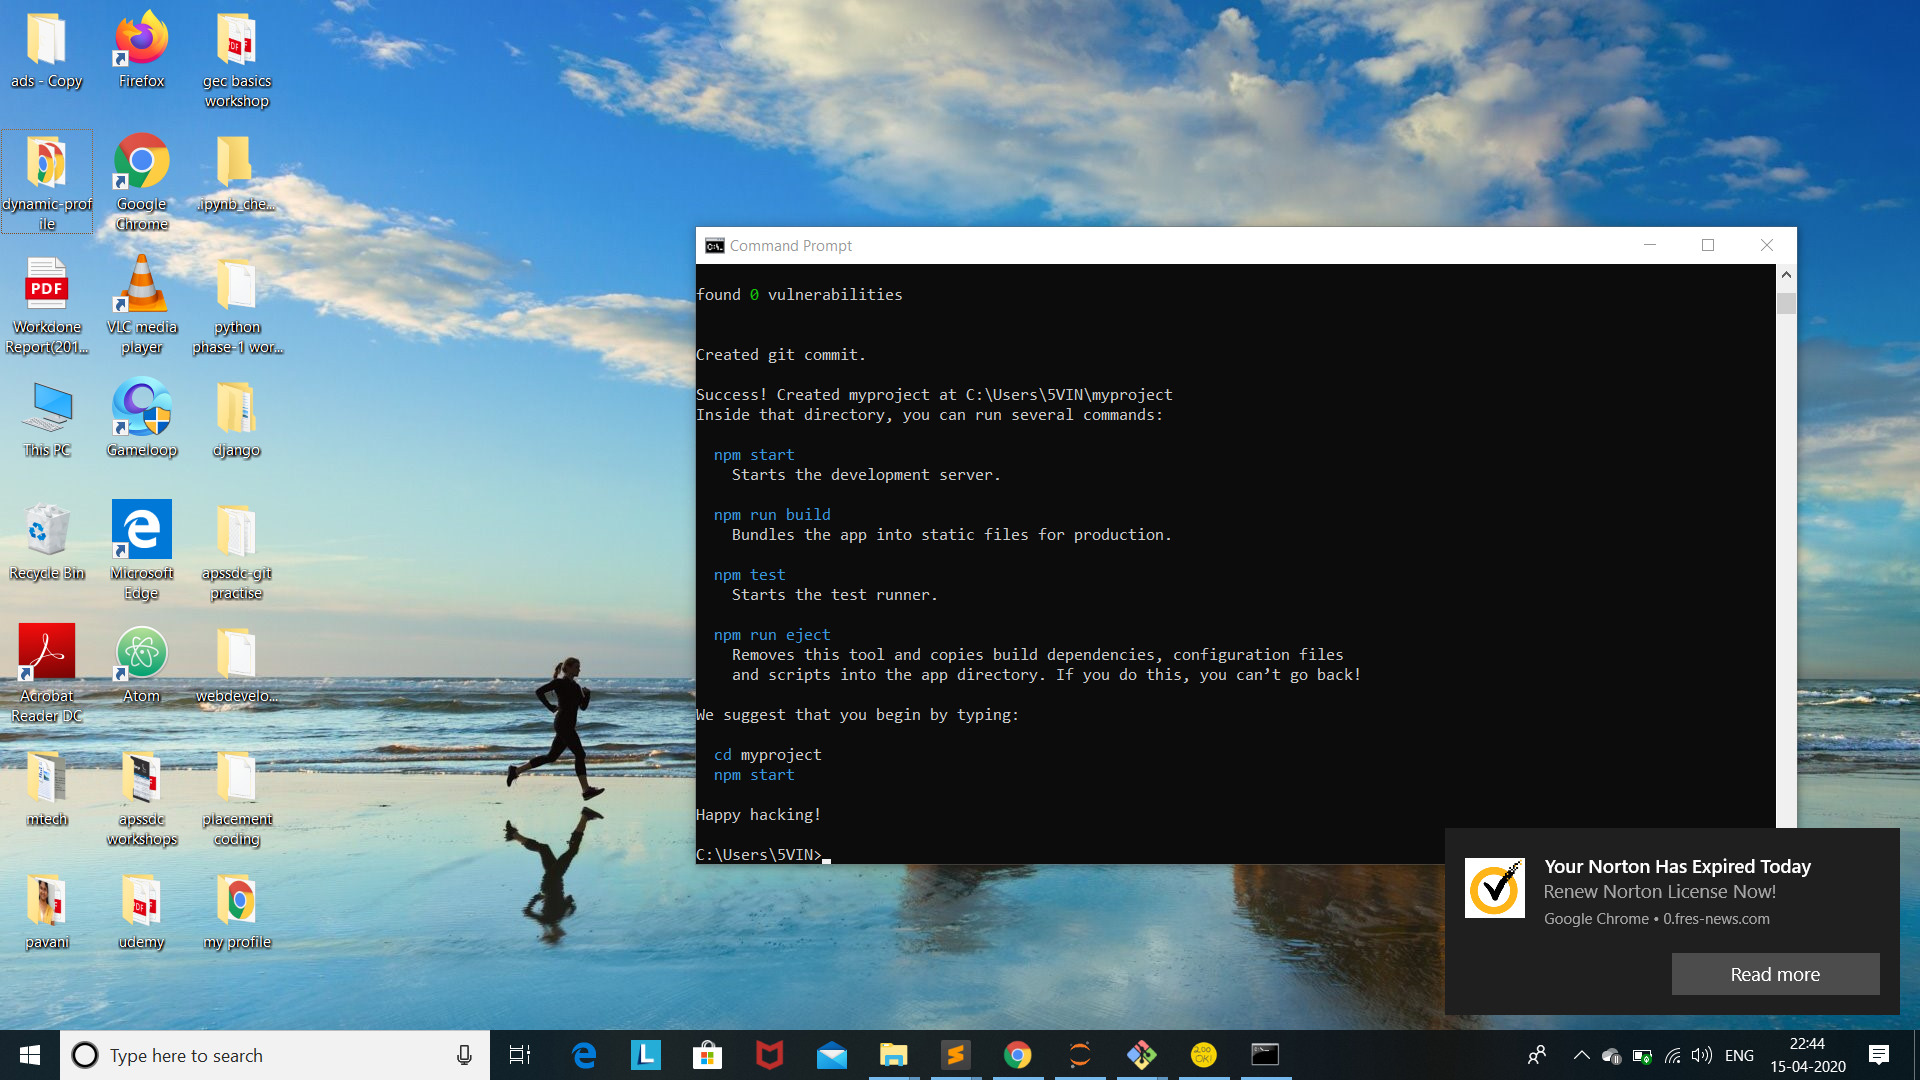 ads - Copy
Firefox
gec basics
workshop
dynamic-prof
ile
Google
Chrome
.ipynb_che...
PDF
Workdone
Report(201...
VLC media
player
python
phase-1 wor...
This PC
Gameloop
django
Recycle Bin
Microsoft
Edge
apssdc-git
practise
Acrobat
Reader DC
Atom
webdevelo...
mtech
apssdc
workshops
placement
coding
pavani
udemy
my profile
Command Prompt
found 0 vulnerabilities
Created git commit.
Success! Created myproject at C:\Users\5VIN\myproject
Inside that directory, you can run several commands:
npm start
Starts the development server.
npm run build
Bundles the app into static files for production.
npm test
Starts the test runner.
npm run eject
Removes this tool and copies build dependencies, configuration files
and scripts into the app directory. If you do this, you can’t go back!
We suggest that you begin by typing:
cd myproject
npm start
Happy hacking!
C:\Users\5VIN>
Your Norton Has Expired Today
Renew Norton License Now!
Google Chrome • 0.fres-news.com
Read more
Type here to search
ENG
22:44
15-04-2020